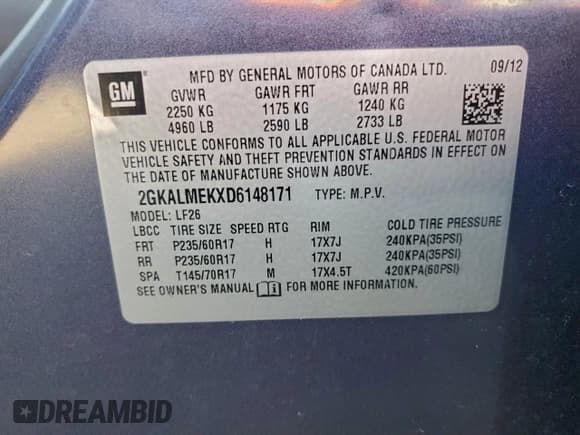 GM
MFD BY GENERAL MOTORS OF CANADA LTD. 09/12
GVWR GAWR FRT GAWR RR
2250 KG 1175 KG 1240 KG
4960 LB 2590 LB 2733 LB
THIS VEHICLE CONFORMS TO ALL APPLICABLE U.S. FEDERAL MOTOR
VEHICLE SAFETY AND THEFT PREVENTION STANDARDS IN EFFECT ON
THE DATE OF MANUFACTURE SHOWN ABOVE.
2GKALMEKXD6148171 TYPE: M.P.V.
MODEL: LF26
LBCC TIRE SIZE SPEED RTG RIM COLD TIRE PRESSURE
FRT P235/60R17 H 17X7J 240KPA(35PSI)
RR P235/60R17 H 17X7J 240KPA(35PSI)
SPA T145/70R17 M 17X4.5T 420KPA(60PSI)
SEE OWNER'S MANUAL FOR MORE INFORMATION.
DREAMBID